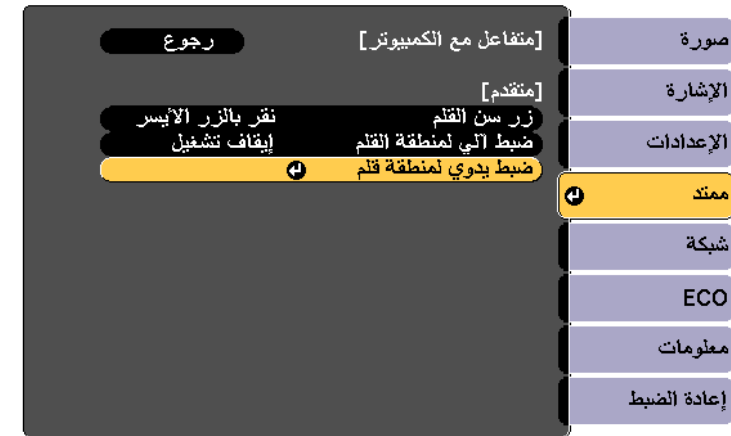 صورة
الإشارة
الإعدادات
ممتد
شبكة
ECO
معلومات
إعادة الضبط
[متفاعل مع الكمبيوتر] رجوع
[متقدم]
زر سن القلم نقر بالزر الأيسر
ضبط آلي لمنطقة القلم إيقاف تشغيل
ضبط يدوي لمنطقة قلم